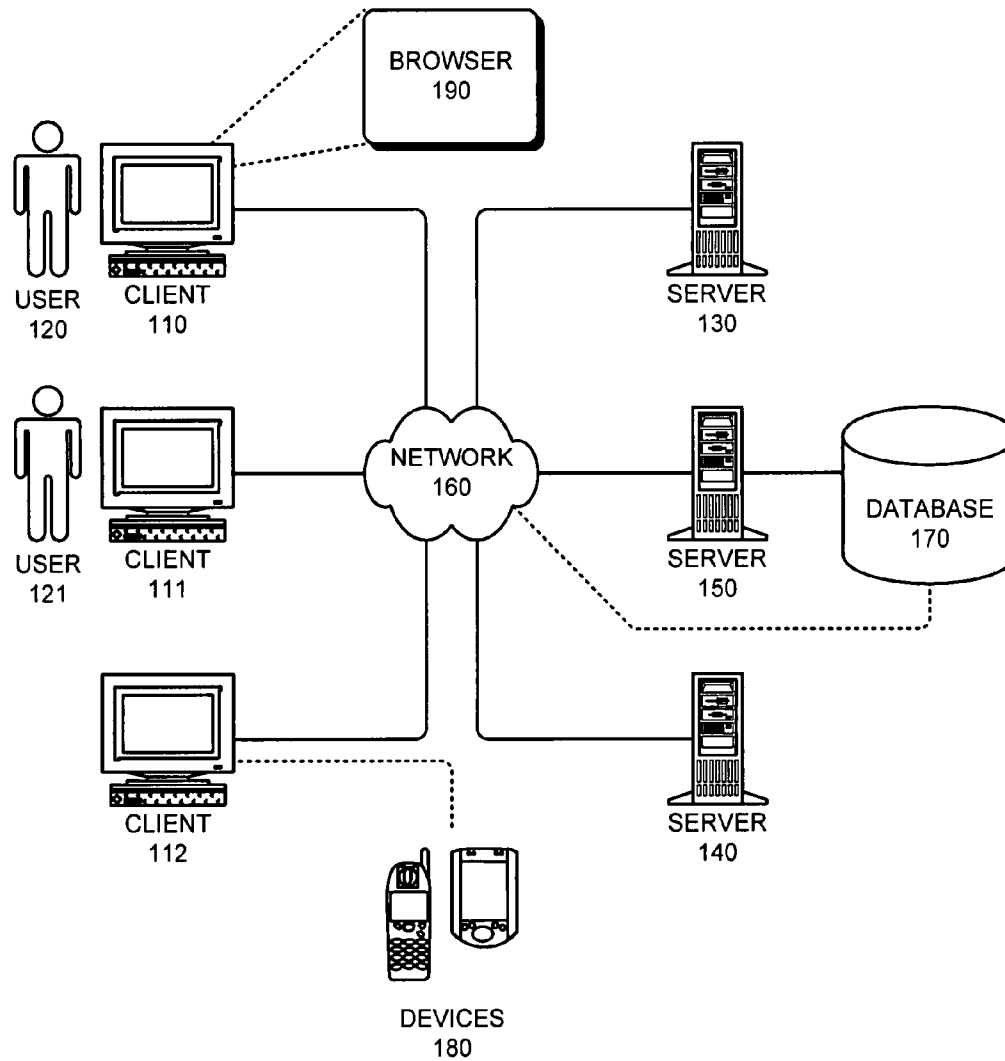 BROWSER
190
USER
120
CLIENT
110
SERVER
130
NETWORK
160
USER
121
CLIENT
111
SERVER
150
DATABASE
170
CLIENT
112
SERVER
140
DEVICES
180